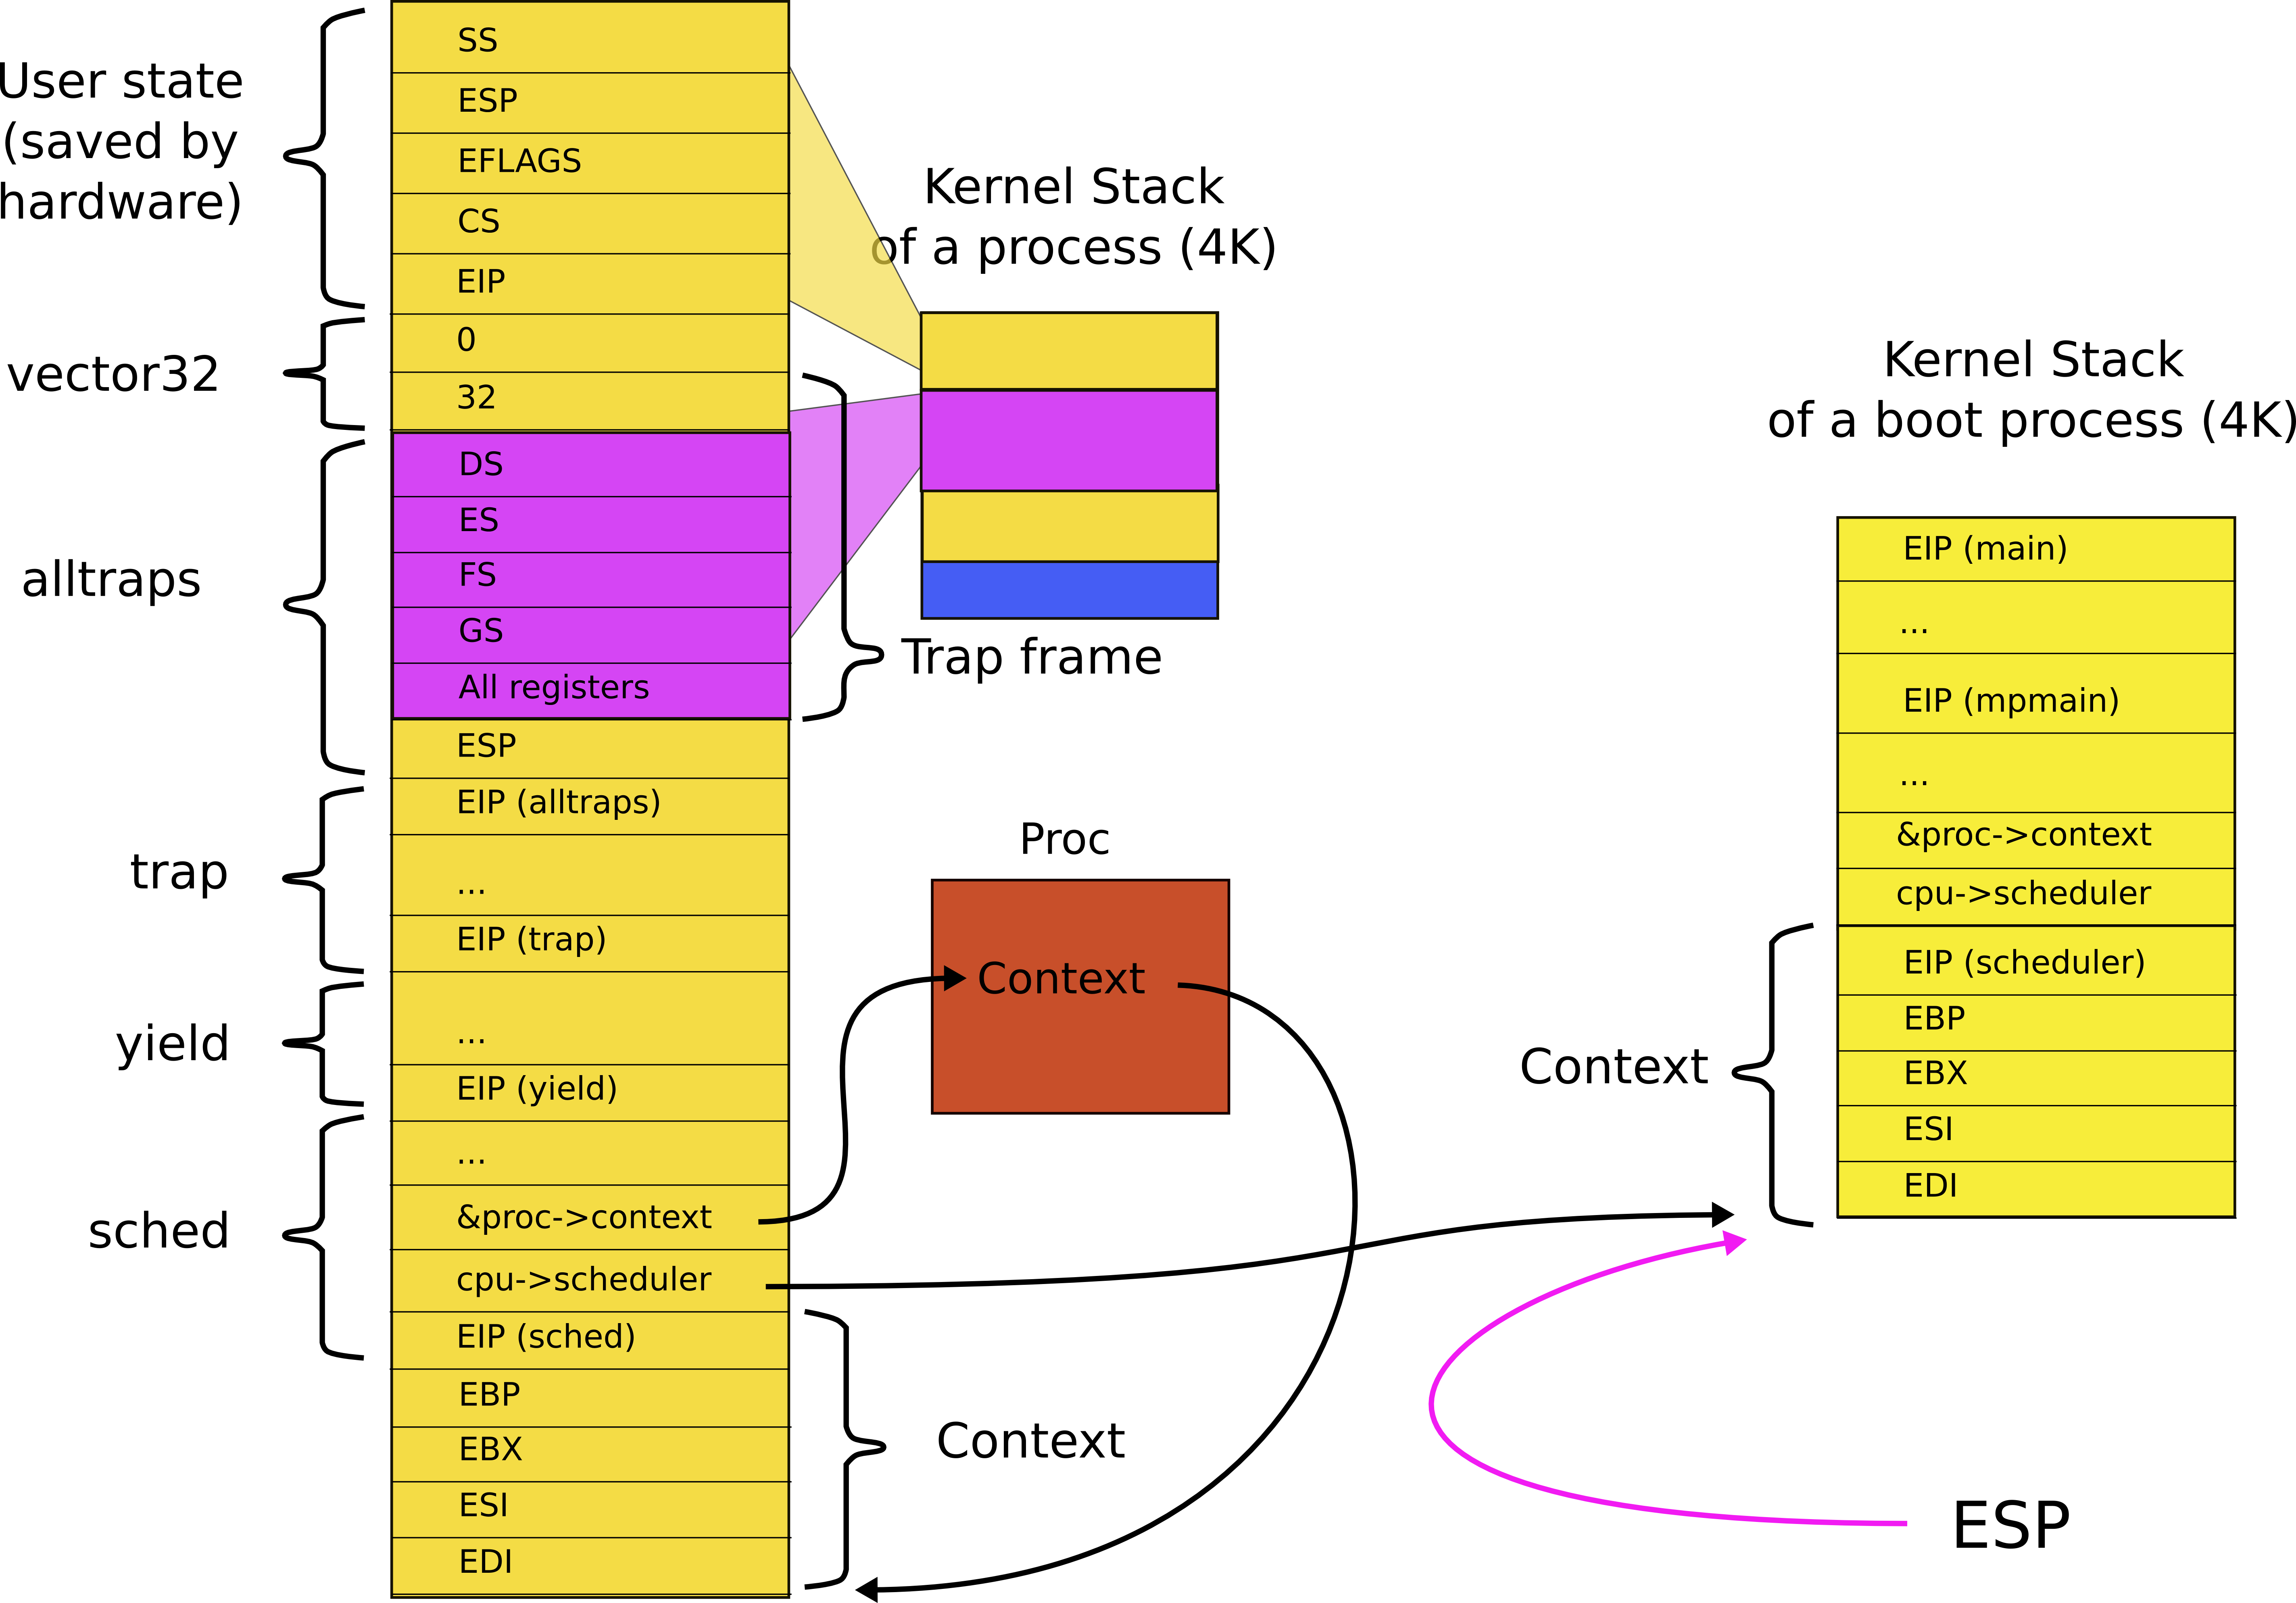 User state
(saved by
hardware)
vector32
alltraps
trap
yield
sched
SS
ESP
EFLAGS
CS
EIP
0
32
DS
ES
FS
GS
All registers
ESP
EIP (alltraps)
...
EIP (trap)
...
EIP (yield)
...
&proc->context
cpu->scheduler
EIP (sched)
EBP
EBX
ESI
EDI
Kernel Stack
of a process (4K)
Trap frame
Proc
Context
Context
Kernel Stack
of a boot process (4K)
EIP (main)
...
EIP (mpmain)
...
&proc->context
cpu->scheduler
EIP (scheduler)
EBP
EBX
ESI
EDI
Context
ESP